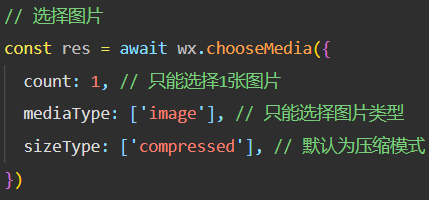 // 选择图片
const res = await wx.chooseMedia({
  count: 1, // 只能选择1张图片
  mediaType: ['image'], // 只能选择图片类型
  sizeType: ['compressed'], // 默认为压缩模式
})